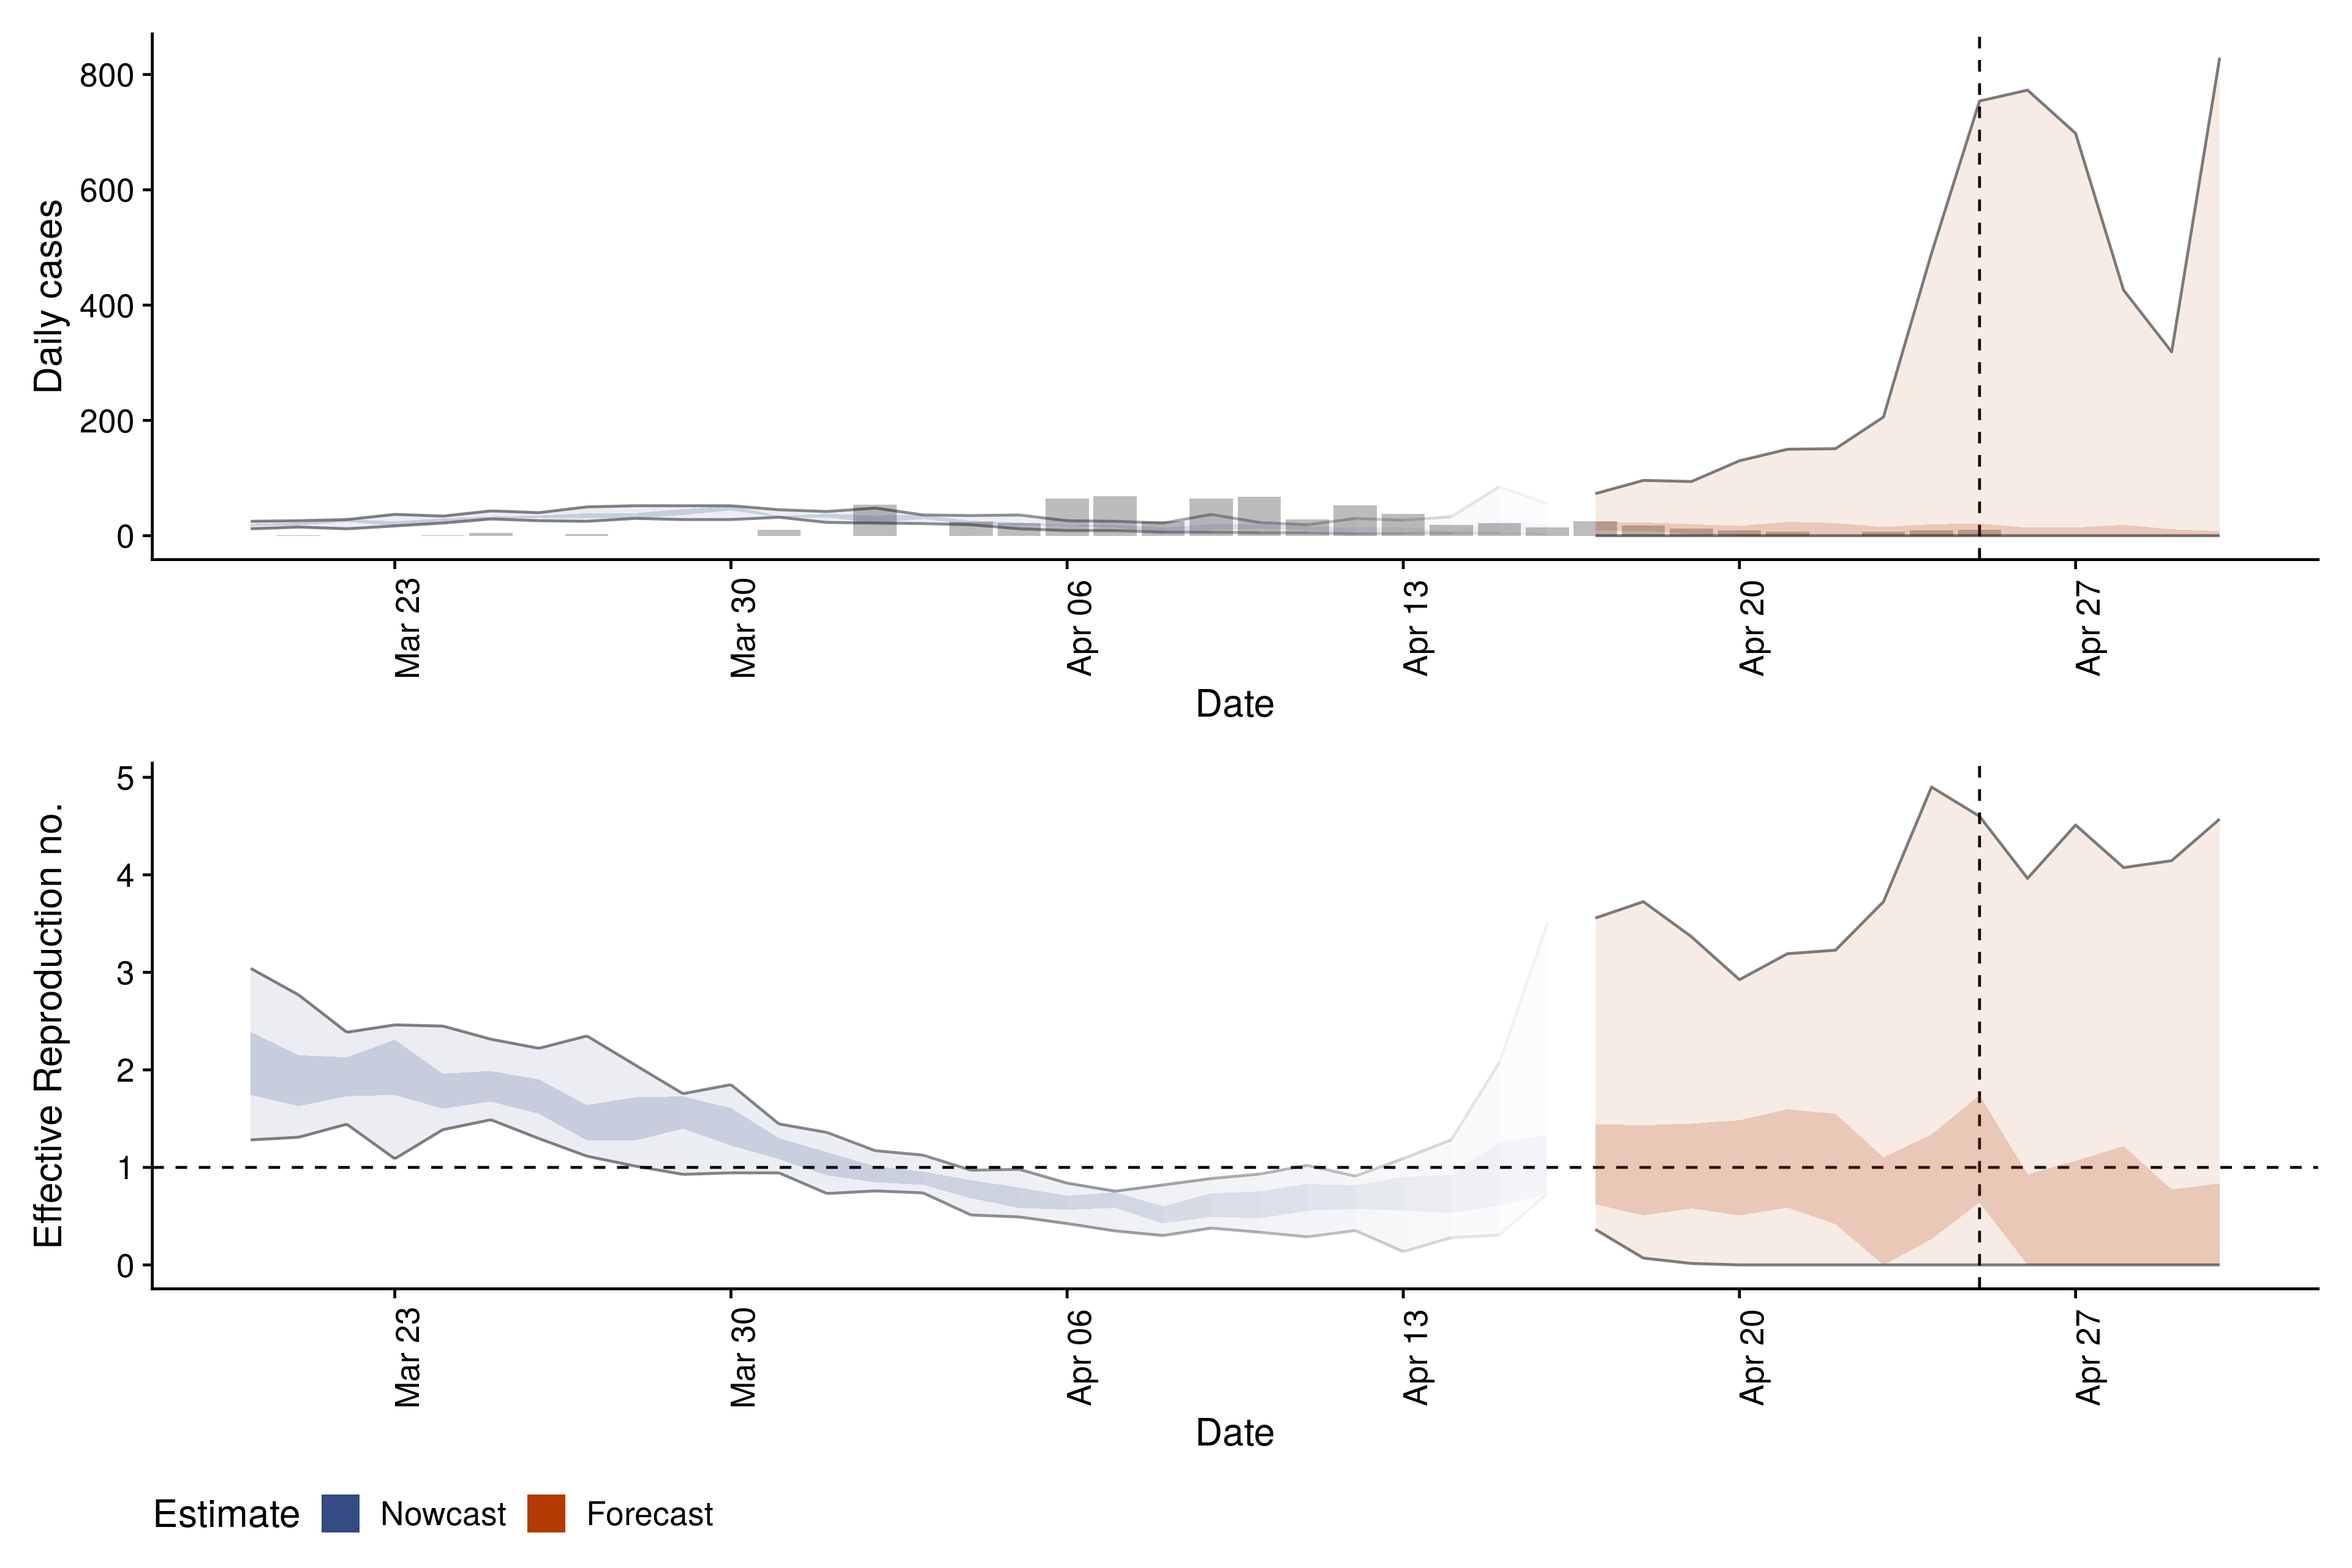 Daily cases
800
600
400
200
0
Mar 23
Mar 30
Apr 06
Apr 13
Apr 20
Apr 27
Date
Effective Reproduction no.
5
4
3
2
1
0
Mar 23
Mar 30
Apr 06
Apr 13
Apr 20
Apr 27
Date
Estimate Nowcast Forecast